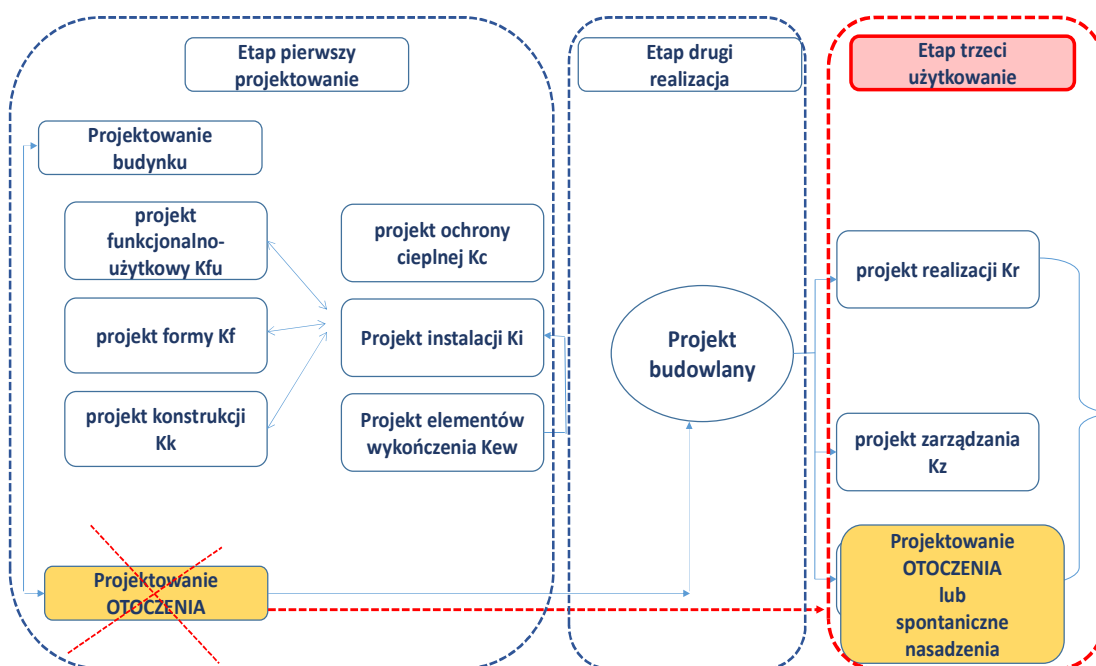 Etap pierwszy
projektowanie
Projektowanie
budynku
projekt
funkcjonalno-
użytkowy Kfu
projekt ochrony
cieplnej Kc
projekt formy Kf
Projekt instalacji Ki
projekt konstrukcji
Kk
Projekt elementów
wykończenia Kew
Projektowanie
OTOCZENIA
Etap drugi
realizacja
Projekt
budowlany
Etap trzeci
użytkowanie
projekt realizacji Kr
projekt zarządzania
Kz
Projektowanie
OTOCZENIA
lub
spontaniczne
nasadzenia